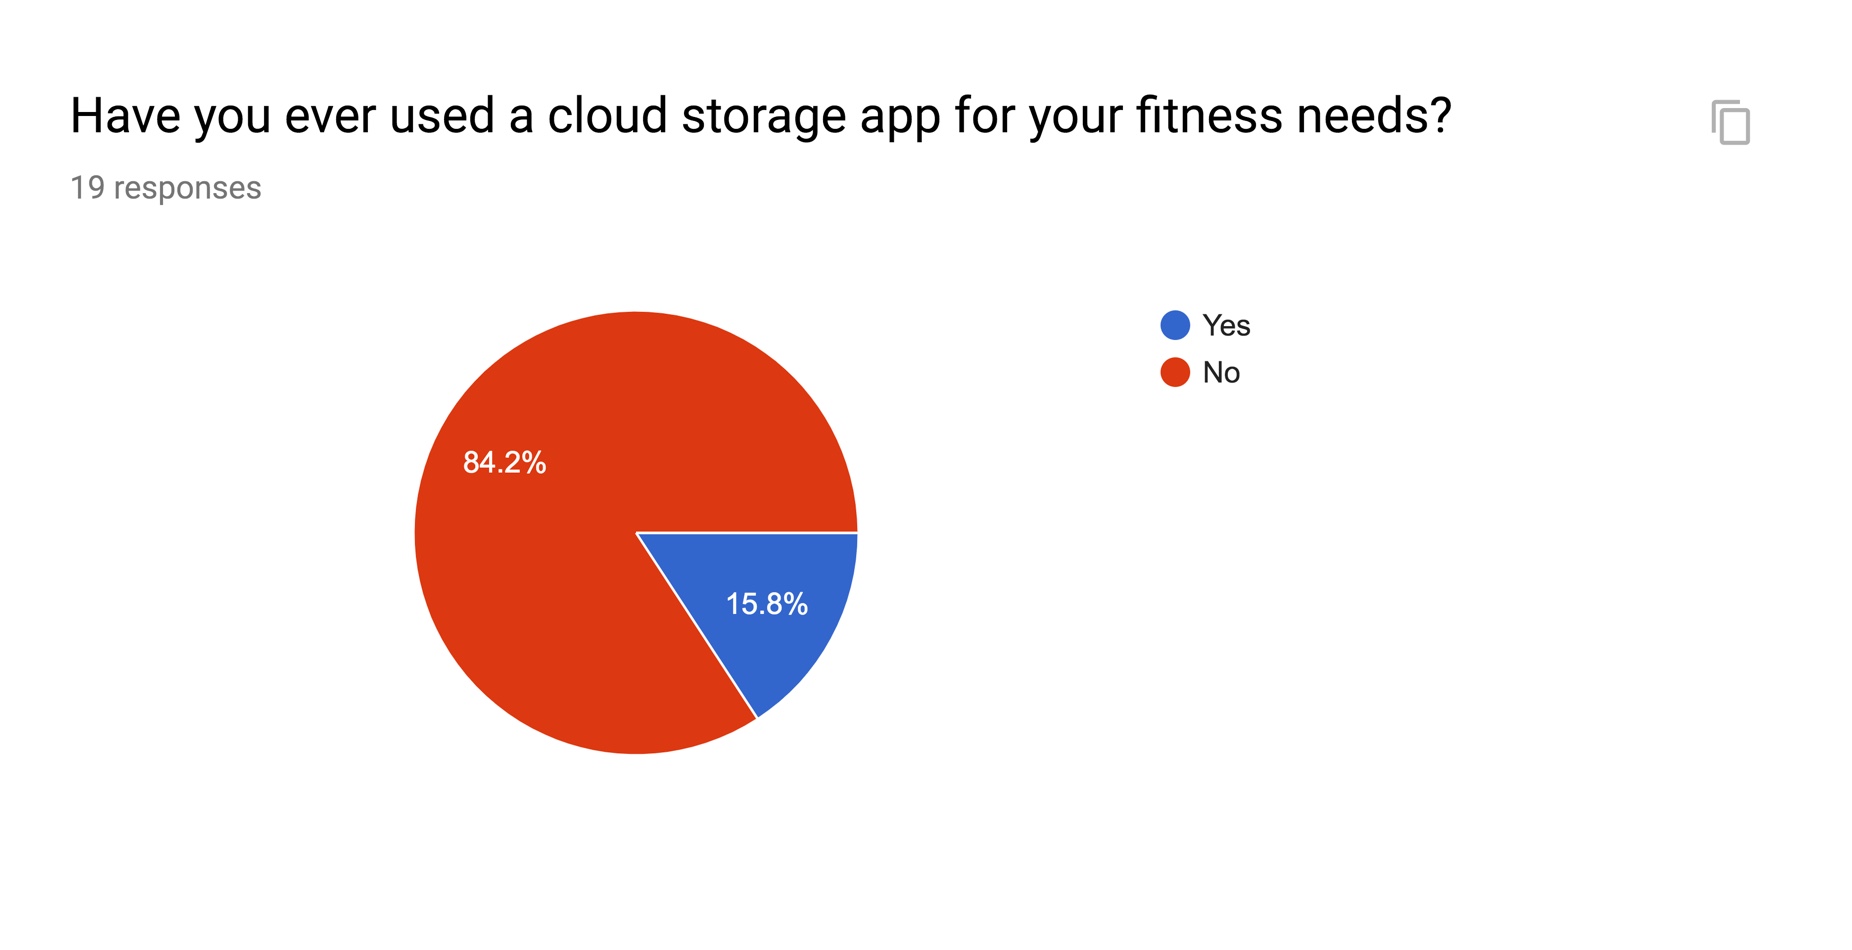 Have you ever used a cloud storage app for your fitness needs?
19 responses
Yes
No
84.2%
15.8%